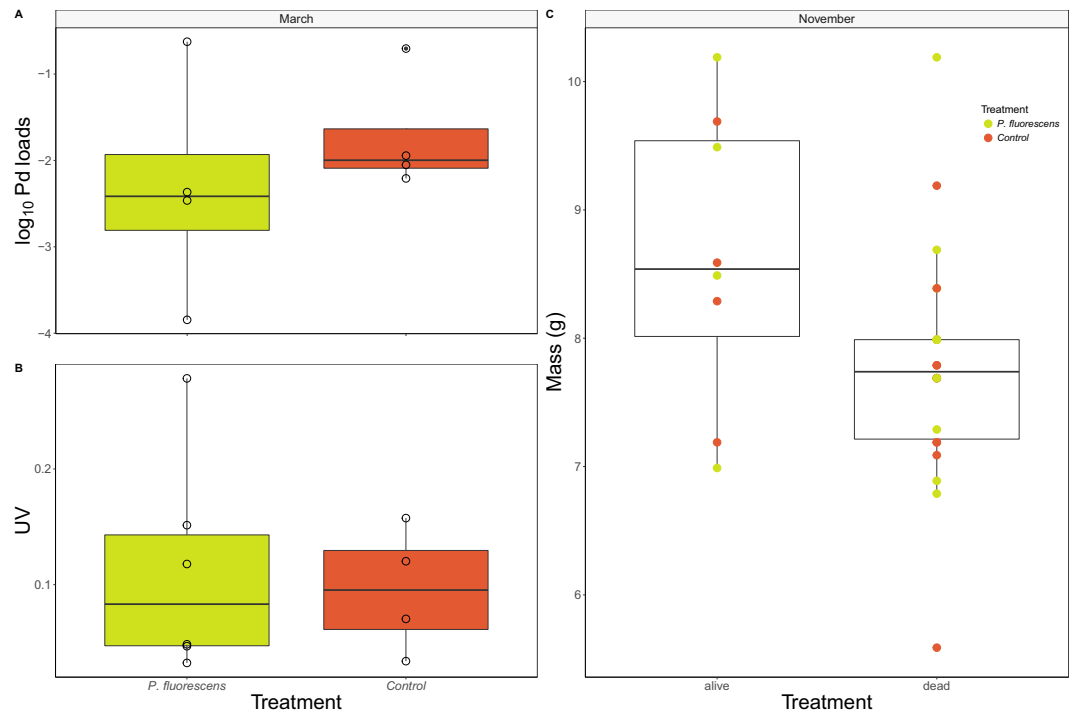 A
March
log10 Pd loads
−1
−2
−3
−4
B
UV
0.2
0.1
P. fluorescens
Control
Treatment
C
November
Mass (g)
10
9
8
7
6
Treatment
P. fluorescens
Control
alive
dead
Treatment